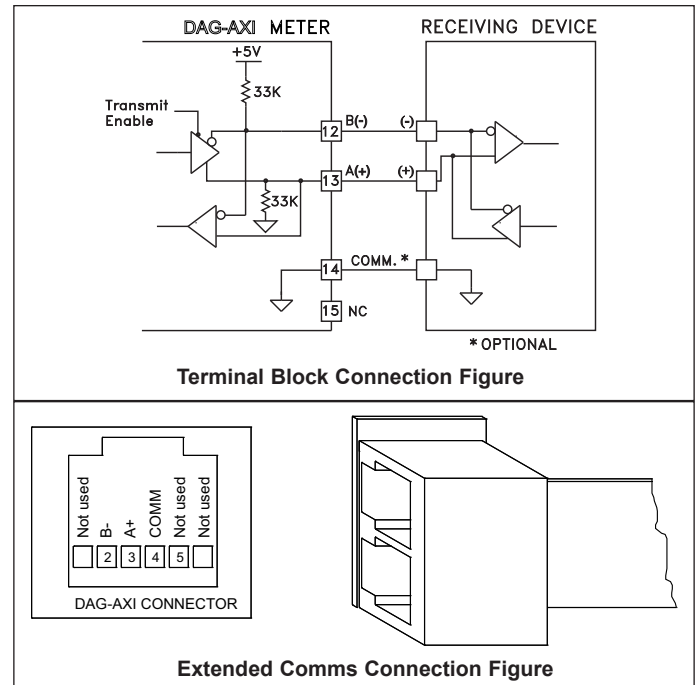 DAG-AXI METER
RECEIVING DEVICE
+5V
33K
Transmit
Enable
12
B(-)
(-)
13
A(+)
(+)
33K
14
COMM.*
15
NC
*OPTIONAL
Terminal Block Connection Figure
Not used
B-
A+
COMM
Not used
Not used
2
3
4
5
DAG-AXI CONNECTOR
Extended Comms Connection Figure